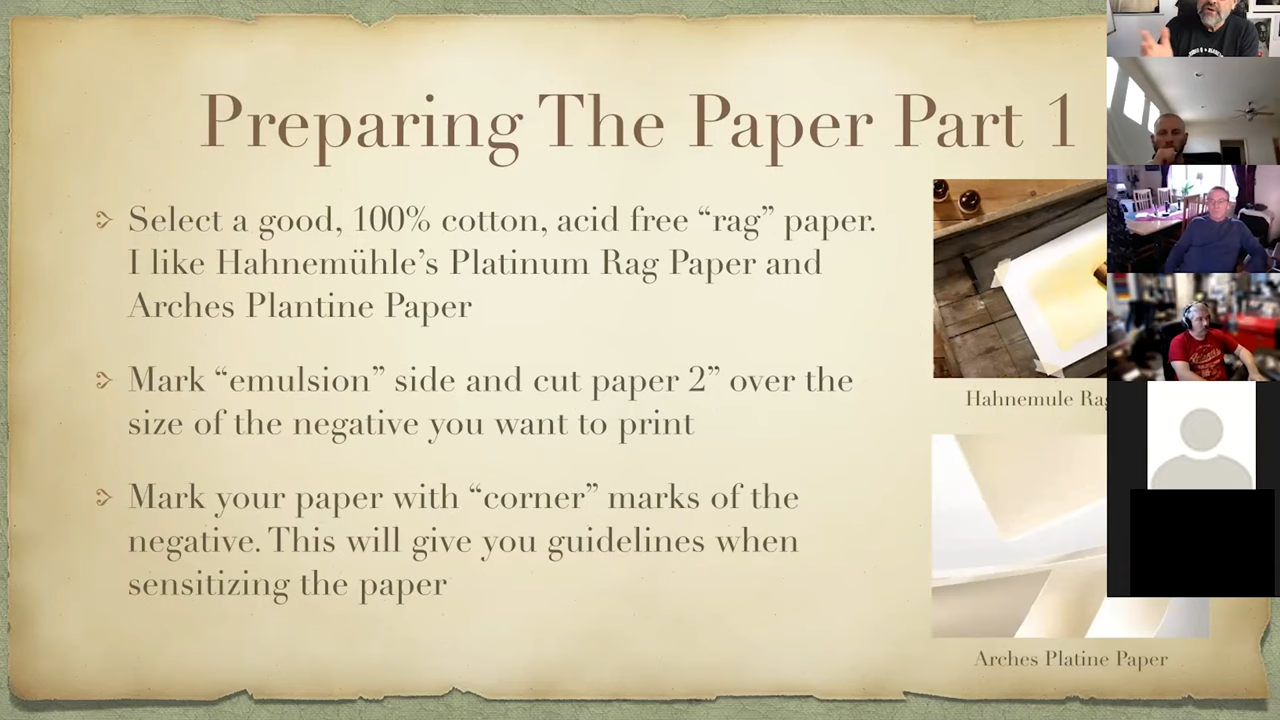 Preparing The Paper Part 1
Select a good, 100% cotton, acid free “rag” paper.
I like Hahnemühle’s Platinum Rag Paper and
Arches Plantine Paper
Mark “emulsion” side and cut paper 2” over the
size of the negative you want to print
Mark your paper with “corner” marks of the
negative. This will give you guidelines when
sensitizing the paper
Hahnemule Rag
Arches Platine Paper